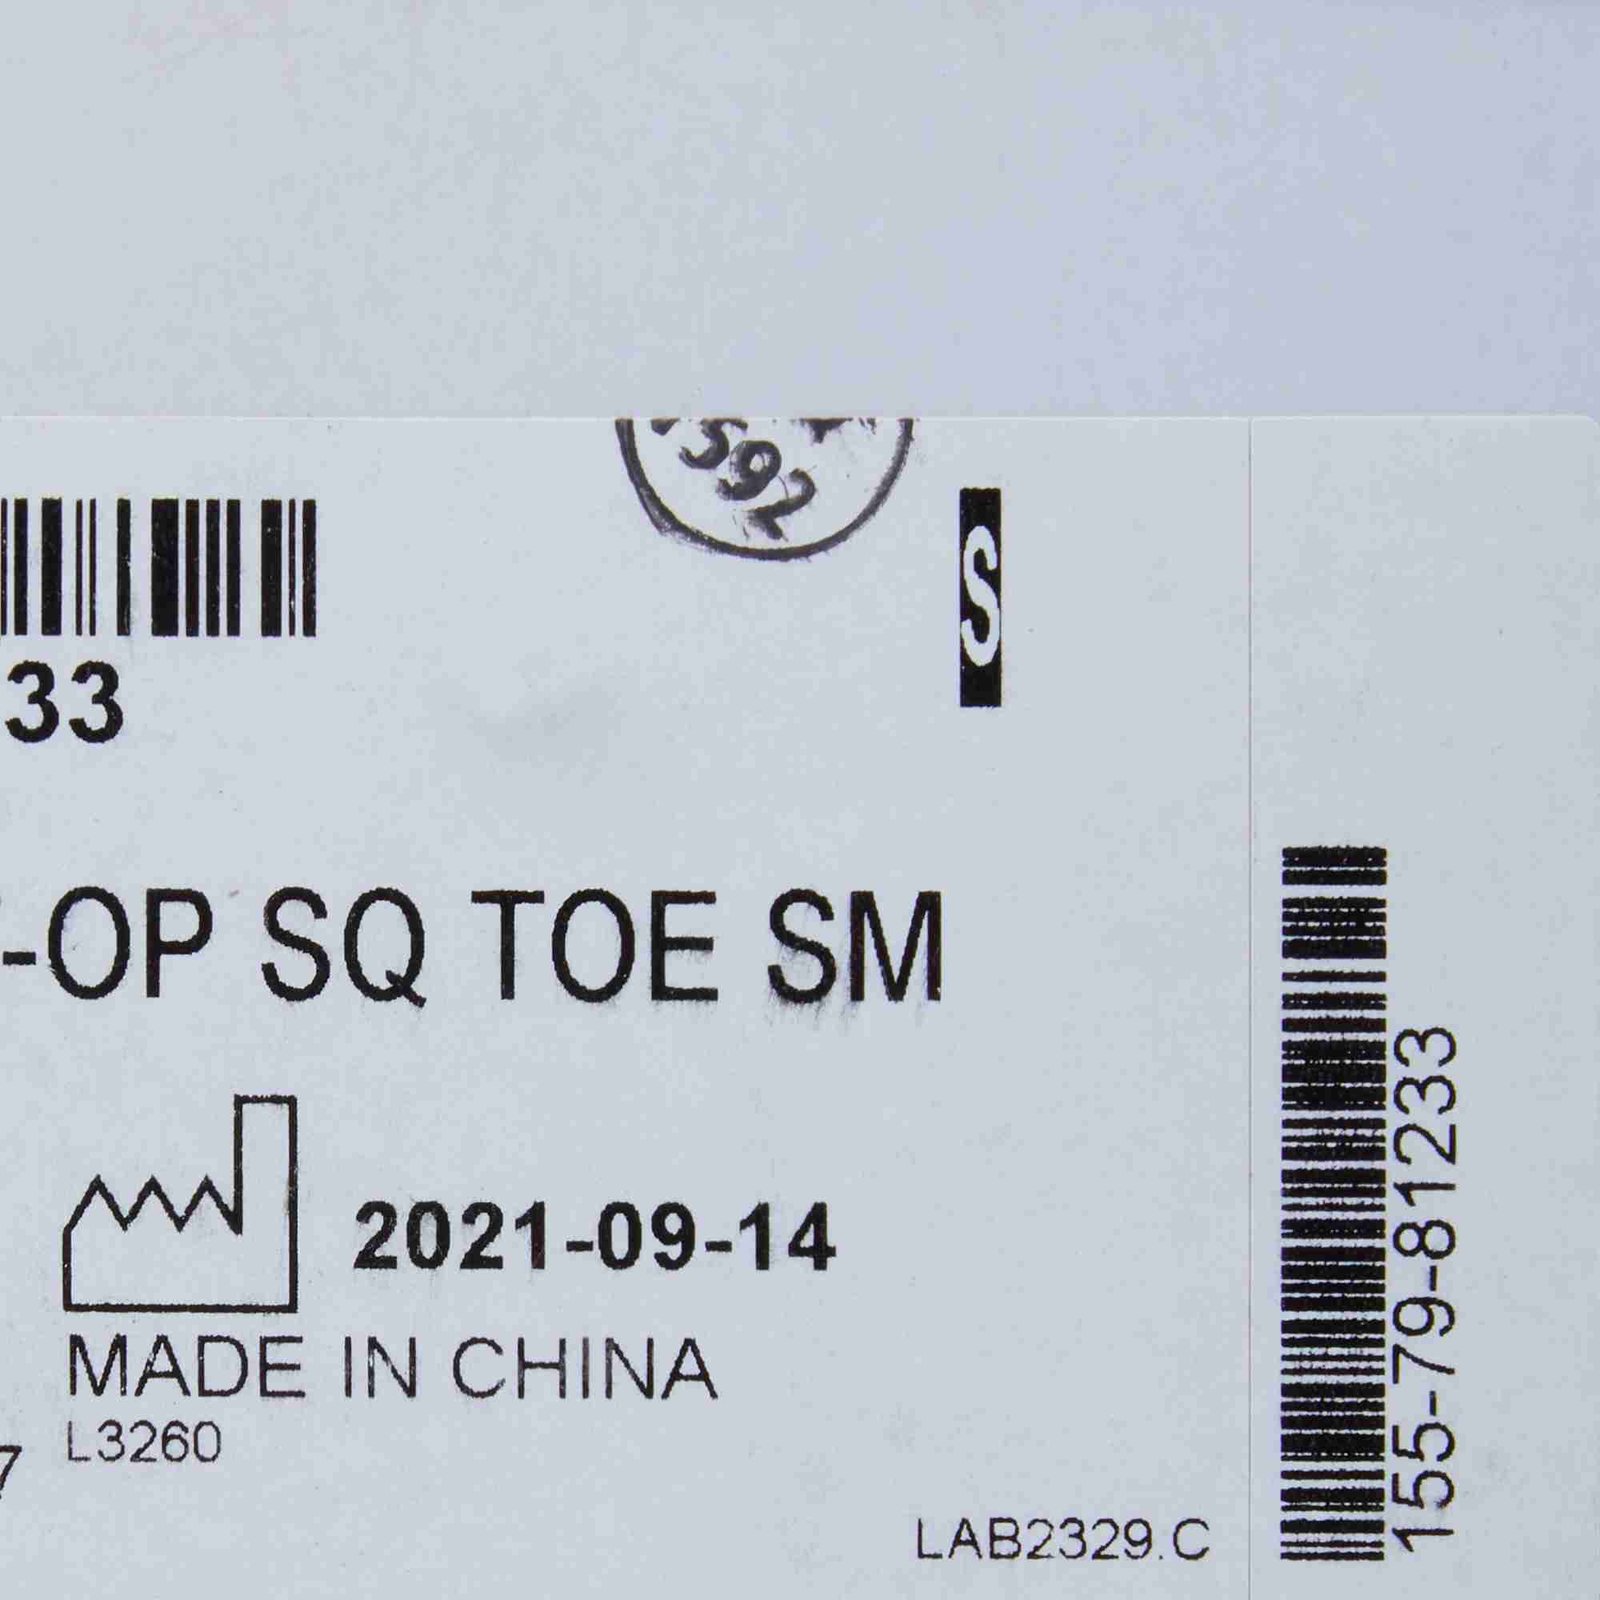 592
S
33
-OP SQ TOE SM
2021-09-14
MADE IN CHINA
L3260
7
LAB2329.C
155-79-81233